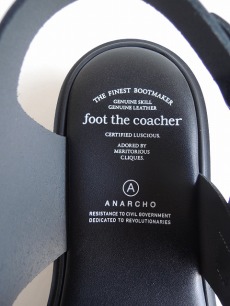 THE FINEST BOOTMAKER
GENUINE SKILL
GENUINE LEATHER
foot the coacher
CERTIFIED LUSCIOUS.
ADORED BY
MERITORIOUS
CLIQUES.
A
ANARCHO
RESISTANCE TO CIVIL GOVERNMENT
DEDICATED TO REVOLUTIONARIES